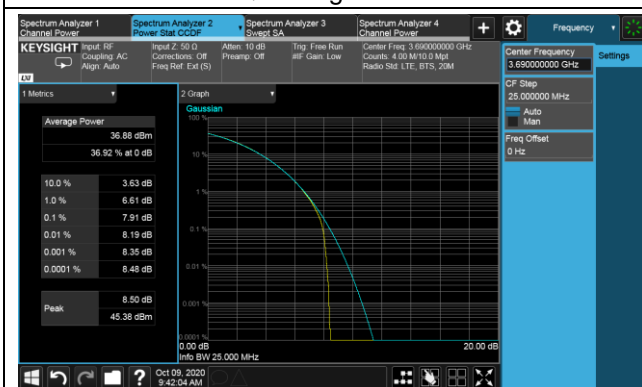 Spectrum Analyzer 1
Channel Power
Spectrum Analyzer 2
Power Stat CCDF
Spectrum Analyzer 3
Swept SA
Spectrum Analyzer 4
Channel Power
+
Frequency
KEYSIGHT
Input: RF
Coupling: AC
Align: Auto
Input Z: 50 Ω
Corrections: Off
Freq Ref: Ext (S)
Atten: 10 dB
Preamp: Off
Trig: Free Run
#IF Gain: Low
Center Freq: 3.690000000 GHz
Counts: 4.00 M/10.0 Mpt
Radio Std: LTE, BTS, 20M
LXI
Center Frequency
3.690000000 GHz
Settings
CF Step
25.000000 MHz
Auto
Man
Freq Offset
0 Hz
1 Metrics
Average Power
36.88 dBm
36.92 % at 0 dB
10.0 % 3.63 dB
1.0 % 6.61 dB
0.1 % 7.91 dB
0.01 % 8.19 dB
0.001 % 8.35 dB
0.0001 % 8.48 dB
Peak
8.50 dB
45.38 dBm
2 Graph
Gaussian
100 %
10 %
1 %
0.1 %
0.01 %
0.001 %
0.0001 %
0.00 dB
20.00 dB
Info BW 25.000 MHz
?
Oct 09, 2020
9:42:04 AM